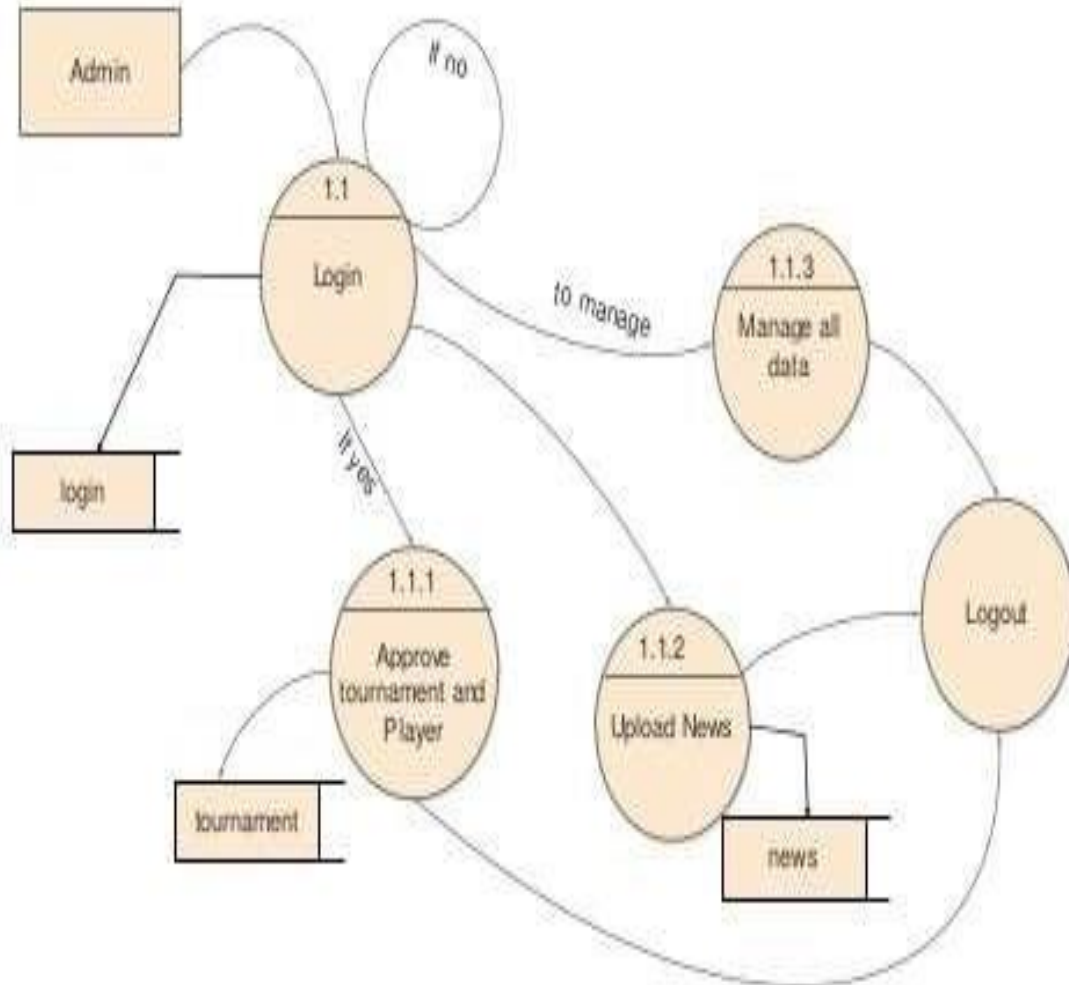 Admin
If no
1.1
Login
to manage
1.1.3
Manage all
data
login
If yes
1.1.1
Approve
tournament and
Player
1.1.2
Upload News
Logout
tournament
news